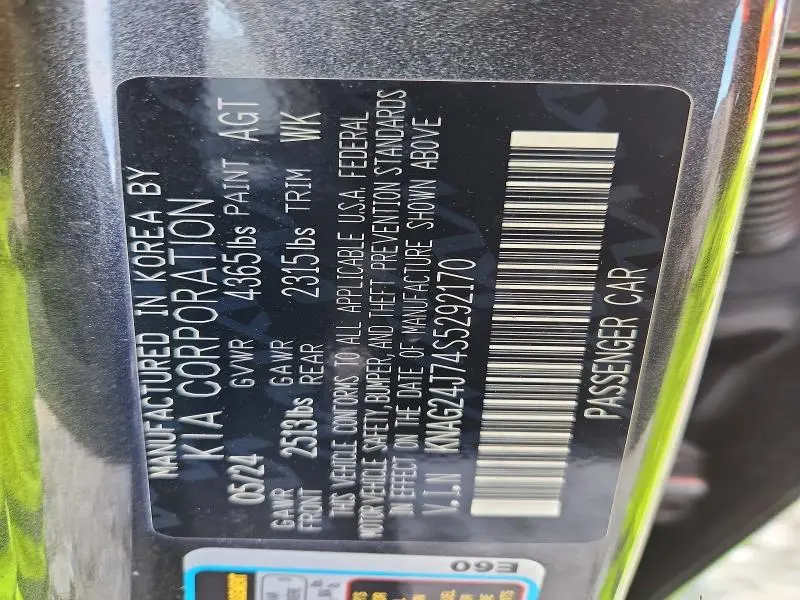 MANUFACTURED IN KOREA BY
KIA CORPORATION
05/24 GVWR 4365lbs PAINT AGT
GAWR FRONT 2513lbs GAWR REAR 2315lbs TRIM WK
THIS VEHICLE CONFORMS TO ALL APPLICABLE U.S.A. FEDERAL
MOTOR VEHICLE SAFETY, BUMPER, AND THEFT PREVENTION STANDARDS
IN EFFECT ON THE DATE OF MANUFACTURE SHOWN ABOVE
V.I.N KNAG24J74S5292170
PASSENGER CAR
E60